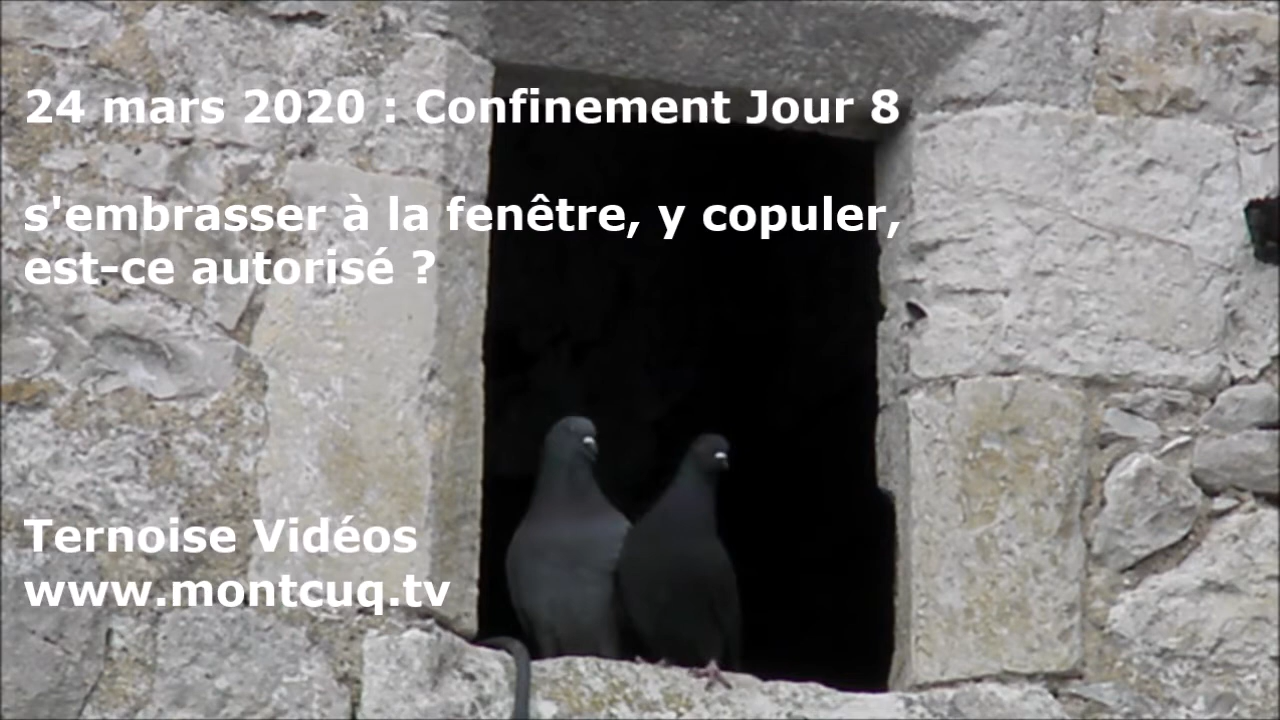 24 mars 2020 : Confinement Jour 8
s'embrasser à la fenêtre, y copuler,
est-ce autorisé ?
Ternoise Vidéos
www.montcuq.tv